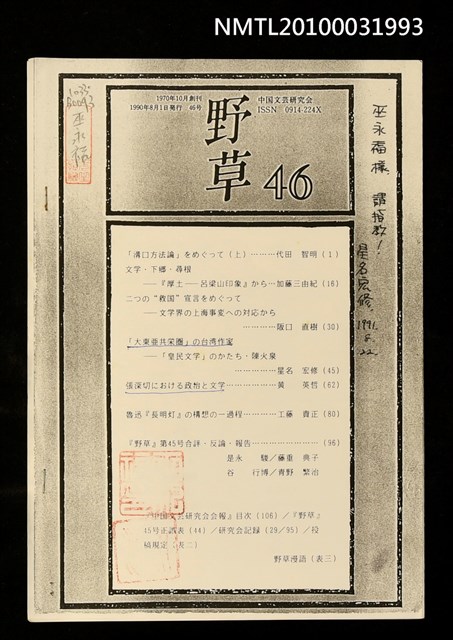 NMTL20100031993
1970年10月創刊
1990年8月1日発行 46号
中国文芸研究会
ISSN 0914-224X
野草 46
巫永福
巫永福様 請指教!
星名宏修
1991.8.22.
「溝口方法論」をめぐって（上）………代田 智明（1）
文学・下郷・尋根
――『厚土――呂梁山印象』から…加藤三由紀（16）
二つの“救国”宣言をめぐって
――文学界の上海事変への対応から
…………阪口 直樹（30）
「大東亜共栄圏」の台湾作家
――「皇民文学」のかたち・陳火泉
……………星名 宏修（45）
張深切における政治と文学……………黄 英哲（62）
魯迅『長明灯』の構想の一過程…………工藤 貴正（80）
『野草』第45号合評・反論・報告………………（96）
是永 駿／藤重 典子
谷 行博／青野 繁治
『中国文芸研究会会報』目次（106）／『野草』
45号正誤表（44）／研究会記録（29／95）／投
稿規定（表二）
野草漫語（表三）